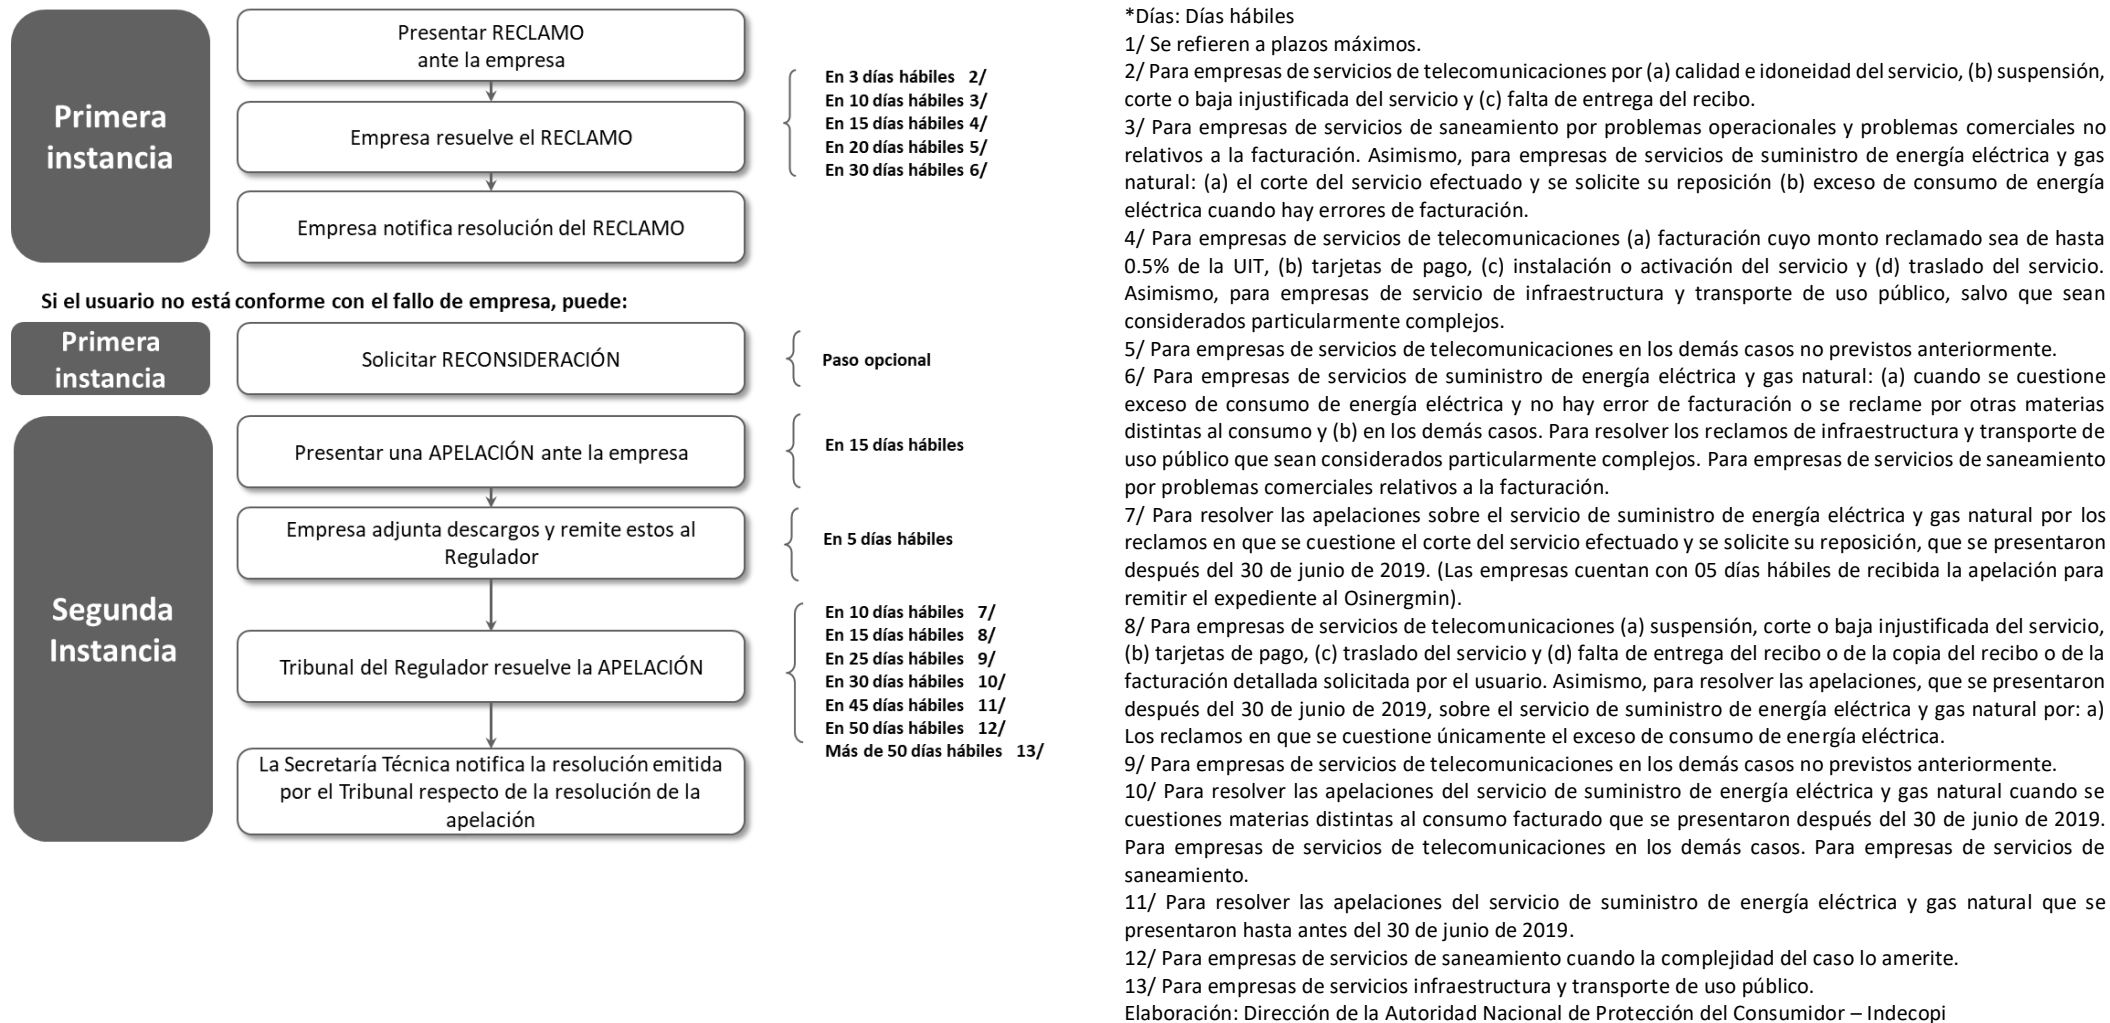 Primera
instancia
Presentar RECLAMO
ante la empresa
Empresa resuelve el RECLAMO
Empresa notifica resolución del RECLAMO
En 3 días hábiles 2/
En 10 días hábiles 3/
En 15 días hábiles 4/
En 20 días hábiles 5/
En 30 días hábiles 6/
Si el usuario no está conforme con el fallo de empresa, puede:
Primera
instancia
Solicitar RECONSIDERACIÓN
Paso opcional
Segunda
Instancia
Presentar una APELACIÓN ante la empresa
En 15 días hábiles
Empresa adjunta descargos y remite estos al
Regulador
En 5 días hábiles
Tribunal del Regulador resuelve la APELACIÓN
En 10 días hábiles 7/
En 15 días hábiles 8/
En 25 días hábiles 9/
En 30 días hábiles 10/
En 45 días hábiles 11/
En 50 días hábiles 12/
Más de 50 días hábiles 13/
La Secretaría Técnica notifica la resolución emitida
por el Tribunal respecto de la resolución de la
apelación
*Días: Días hábiles
1/ Se refieren a plazos máximos.
2/ Para empresas de servicios de telecomunicaciones por (a) calidad e idoneidad del servicio, (b) suspensión,
corte o baja injustificada del servicio y (c) falta de entrega del recibo.
3/ Para empresas de servicios de saneamiento por problemas operacionales y problemas comerciales no
relativos a la facturación. Asimismo, para empresas de servicios de suministro de energía eléctrica y gas
natural: (a) el corte del servicio efectuado y se solicite su reposición (b) exceso de consumo de energía
eléctrica cuando hay errores de facturación.
4/ Para empresas de servicios de telecomunicaciones (a) facturación cuyo monto reclamado sea de hasta
0.5% de la UIT, (b) tarjetas de pago, (c) instalación o activación del servicio y (d) traslado del servicio.
Asimismo, para empresas de servicio de infraestructura y transporte de uso público, salvo que sean
considerados particularmente complejos.
5/ Para empresas de servicios de telecomunicaciones en los demás casos no previstos anteriormente.
6/ Para empresas de servicios de suministro de energía eléctrica y gas natural: (a) cuando se cuestione
exceso de consumo de energía eléctrica y no hay error de facturación o se reclame por otras materias
distintas al consumo y (b) en los demás casos. Para resolver los reclamos de infraestructura y transporte de
uso público que sean considerados particularmente complejos. Para empresas de servicios de saneamiento
por problemas comerciales relativos a la facturación.
7/ Para resolver las apelaciones sobre el servicio de suministro de energía eléctrica y gas natural por los
reclamos en que se cuestione el corte del servicio efectuado y se solicite su reposición, que se presentaron
después del 30 de junio de 2019. (Las empresas cuentan con 05 días hábiles de recibida la apelación para
remitir el expediente al Osinergmin).
8/ Para empresas de servicios de telecomunicaciones (a) suspensión, corte o baja injustificada del servicio,
(b) tarjetas de pago, (c) traslado del servicio y (d) falta de entrega del recibo o de la copia del recibo o de la
facturación detallada solicitada por el usuario. Asimismo, para resolver las apelaciones, que se presentaron
después del 30 de junio de 2019, sobre el servicio de suministro de energía eléctrica y gas natural por: a)
Los reclamos en que se cuestione únicamente el exceso de consumo de energía eléctrica.
9/ Para empresas de servicios de telecomunicaciones en los demás casos no previstos anteriormente.
10/ Para resolver las apelaciones del servicio de suministro de energía eléctrica y gas natural cuando se
cuestiones materias distintas al consumo facturado que se presentaron después del 30 de junio de 2019.
Para empresas de servicios de telecomunicaciones en los demás casos. Para empresas de servicios de
saneamiento.
11/ Para resolver las apelaciones del servicio de suministro de energía eléctrica y gas natural que se
presentaron hasta antes del 30 de junio de 2019.
12/ Para empresas de servicios de saneamiento cuando la complejidad del caso lo amerite.
13/ Para empresas de servicios infraestructura y transporte de uso público.
Elaboración: Dirección de la Autoridad Nacional de Protección del Consumidor – Indecopi